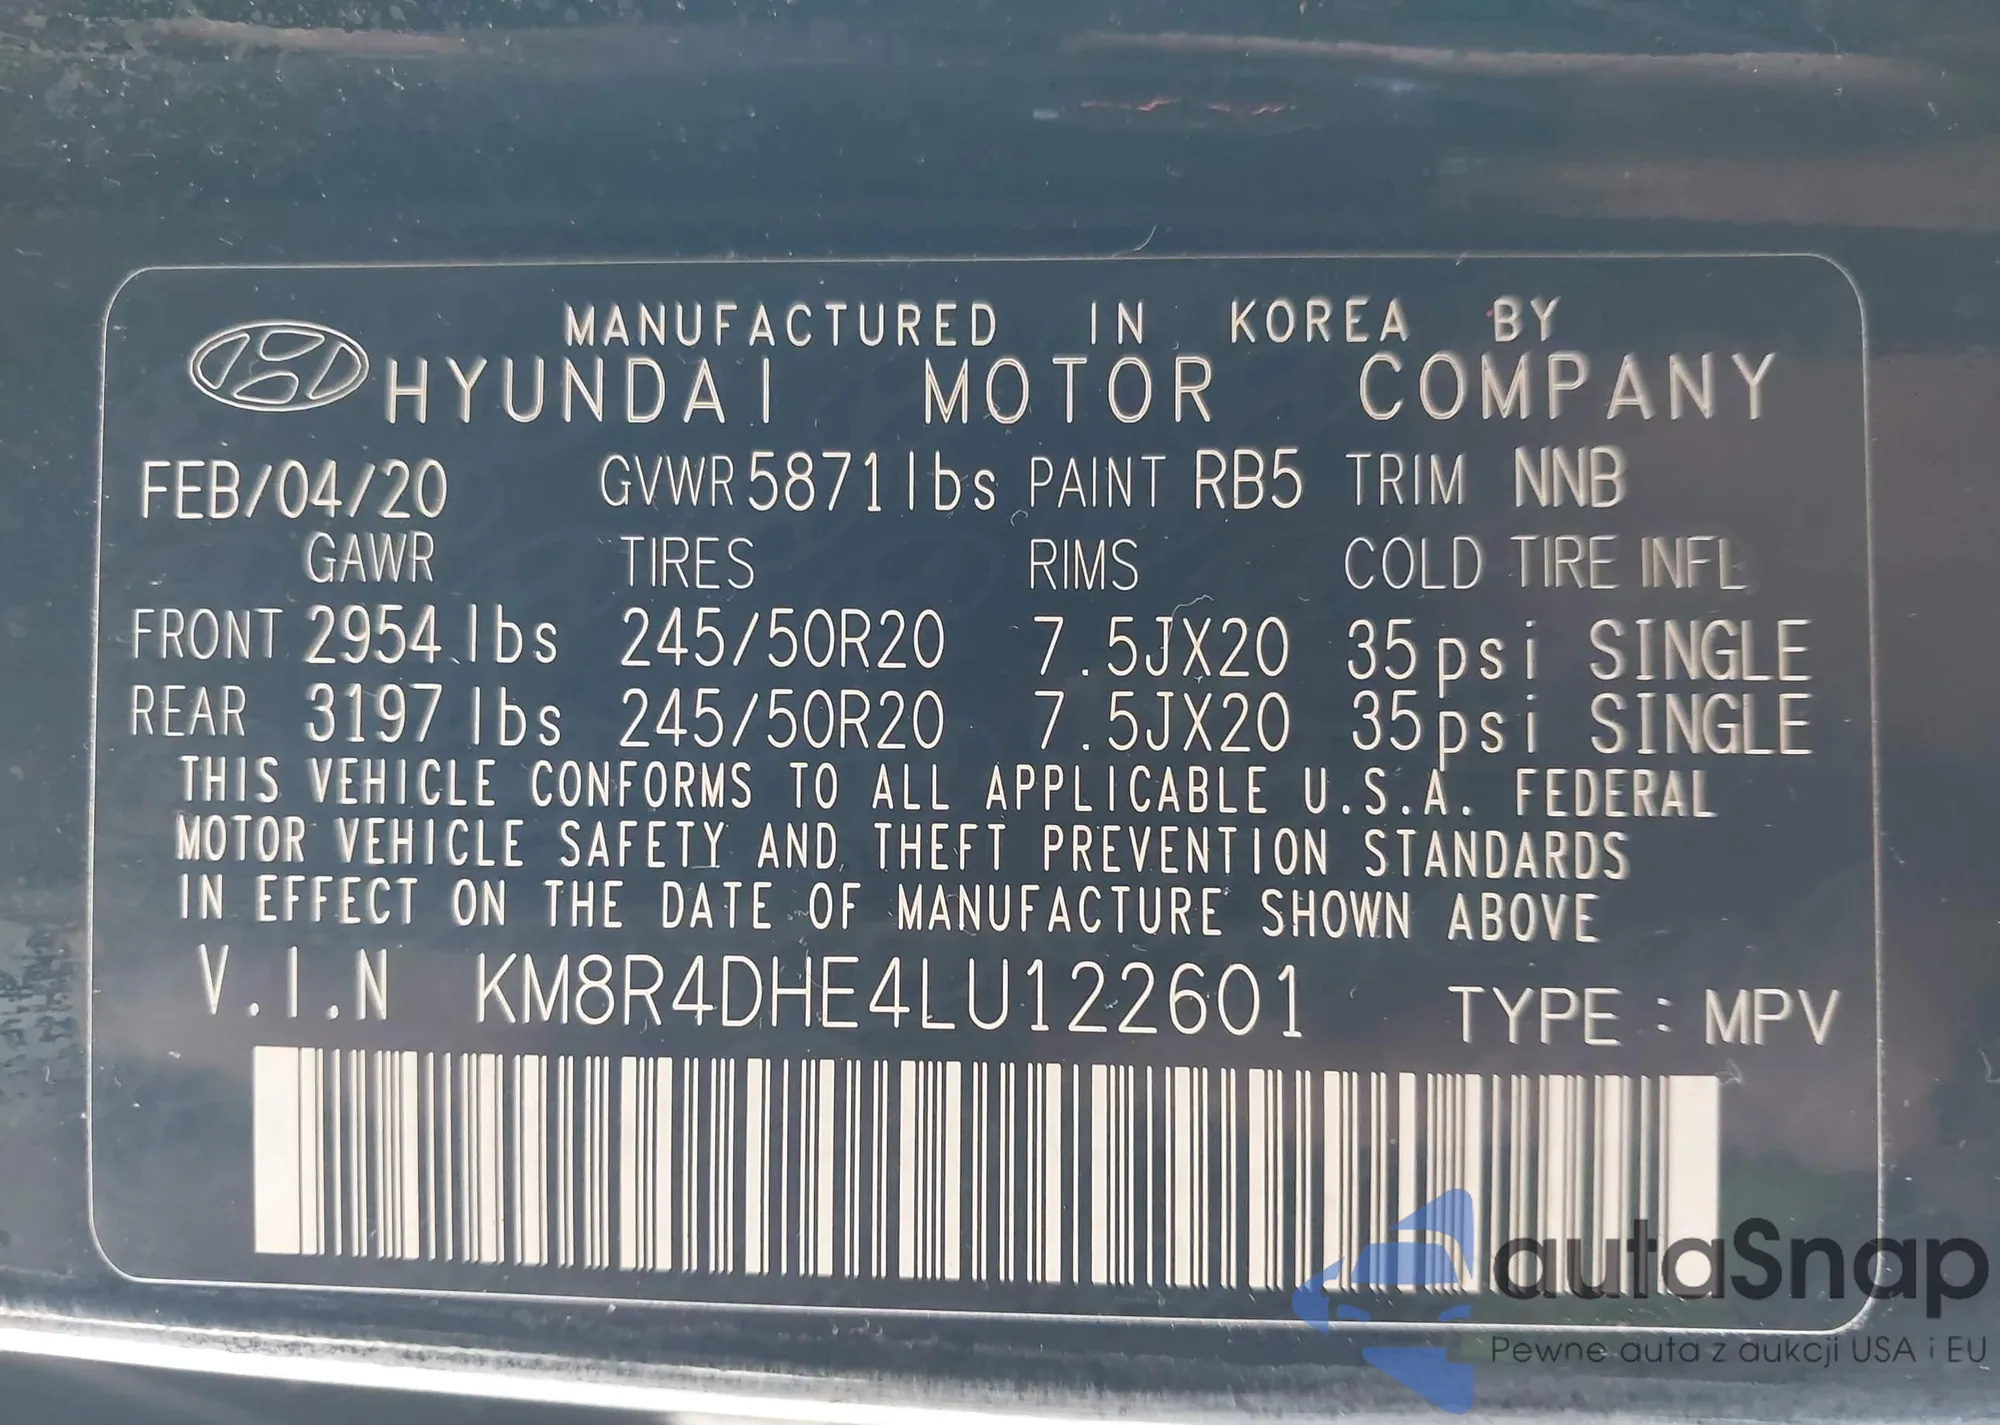 MANUFACTURED IN KOREA BY
HYUNDAI MOTOR COMPANY
FEB/04/20 GVWR 5871lbs PAINT RB5 TRIM NNB
GAWR TIRES RIMS COLD TIRE INFL
FRONT 2954 lbs 245/50R20 7.5JX20 35psi SINGLE
REAR 3197 lbs 245/50R20 7.5JX20 35psi SINGLE
THIS VEHICLE CONFORMS TO ALL APPLICABLE U.S.A. FEDERAL
MOTOR VEHICLE SAFETY AND THEFT PREVENTION STANDARDS
IN EFFECT ON THE DATE OF MANUFACTURE SHOWN ABOVE
V.I.N KM8R4DHE4LU122601 TYPE : MPV
autaSnap
Pewne auta z aukcji USA i EU